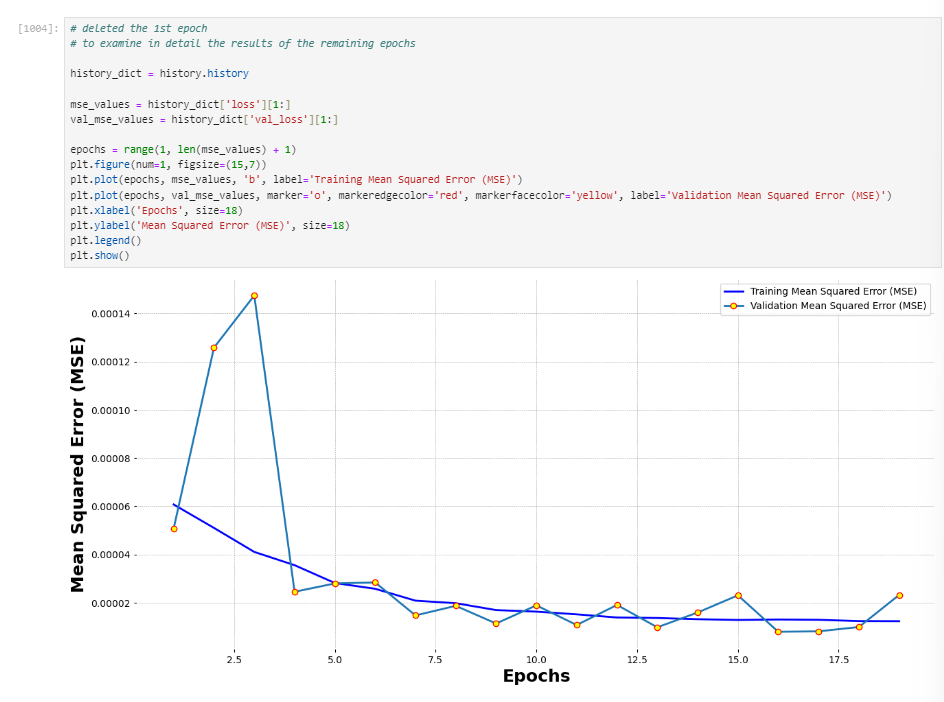 [1004]: # deleted the 1st epoch
# to examine in detail the results of the remaining epochs
history_dict = history.history
mse_values = history_dict['loss'][1:]
val_mse_values = history_dict['val_loss'][1:]
epochs = range(1, len(mse_values) + 1)
plt.figure(num=1, figsize=(15,7))
plt.plot(epochs, mse_values, 'b', label='Training Mean Squared Error (MSE)')
plt.plot(epochs, val_mse_values, marker='o', markeredgecolor='red', markerfacecolor='yellow', label='Validation Mean Squared Error (MSE)')
plt.xlabel('Epochs', size=18)
plt.ylabel('Mean Squared Error (MSE)', size=18)
plt.legend()
plt.show()
Training Mean Squared Error (MSE)
Validation Mean Squared Error (MSE)
Mean Squared Error (MSE)
0.00014
0.00012
0.00010
0.00008
0.00006
0.00004
0.00002
2.5 5.0 7.5 10.0 12.5 15.0 17.5
Epochs